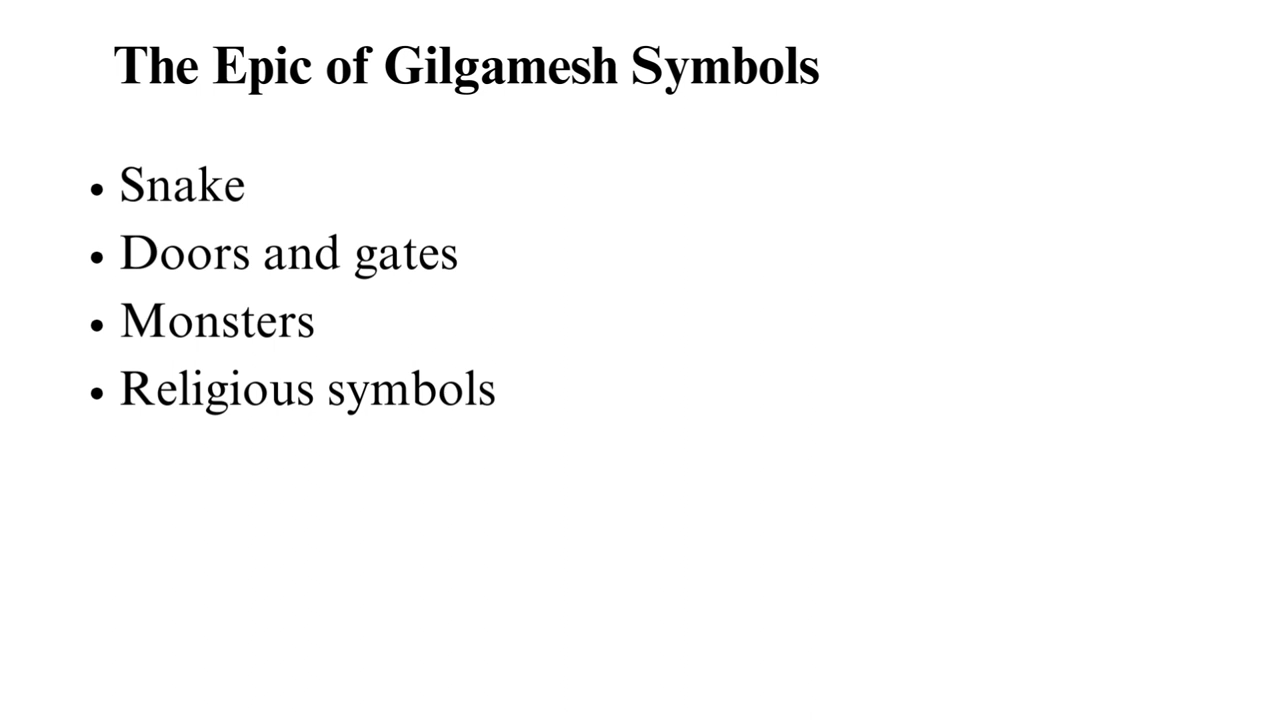 The Epic of Gilgamesh Symbols
• Snake
• Doors and gates
• Monsters
• Religious symbols